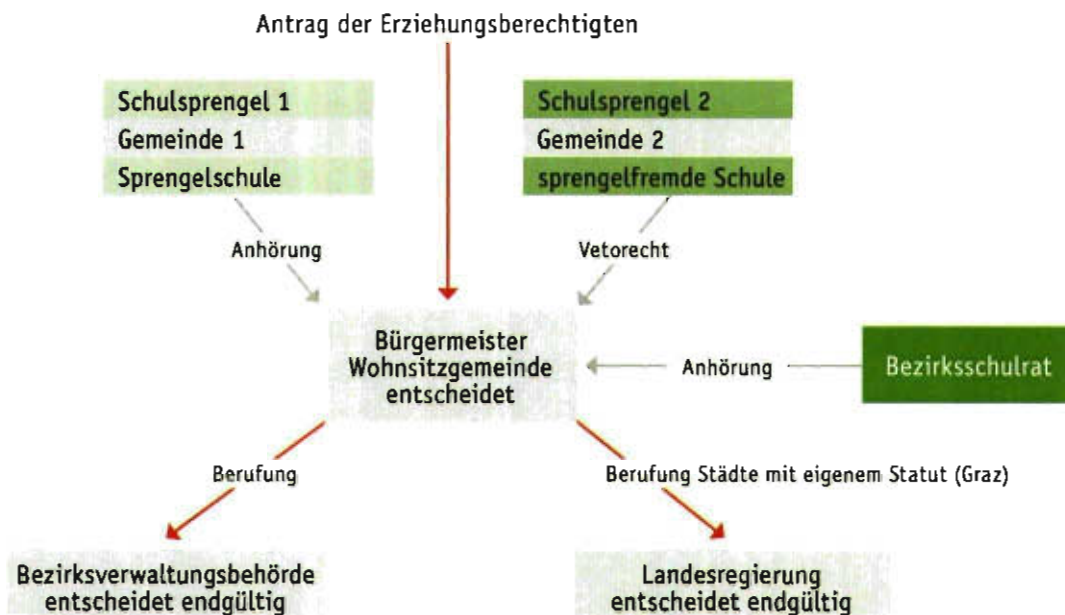 Antrag der Erziehungsberechtigten
Schulsprengel 1
Gemeinde 1
Sprengelschule
Schulsprengel 2
Gemeinde 2
sprengelfremde Schule
Anhörung
Vetorecht
Bürgermeister
Wohnsitzgemeinde
entscheidet
Anhörung
Bezirksschulrat
Berufung
Berufung Städte mit eigenem Statut (Graz)
Bezirksverwaltungsbehörde
entscheidet endgültig
Landesregierung
entscheidet endgültig